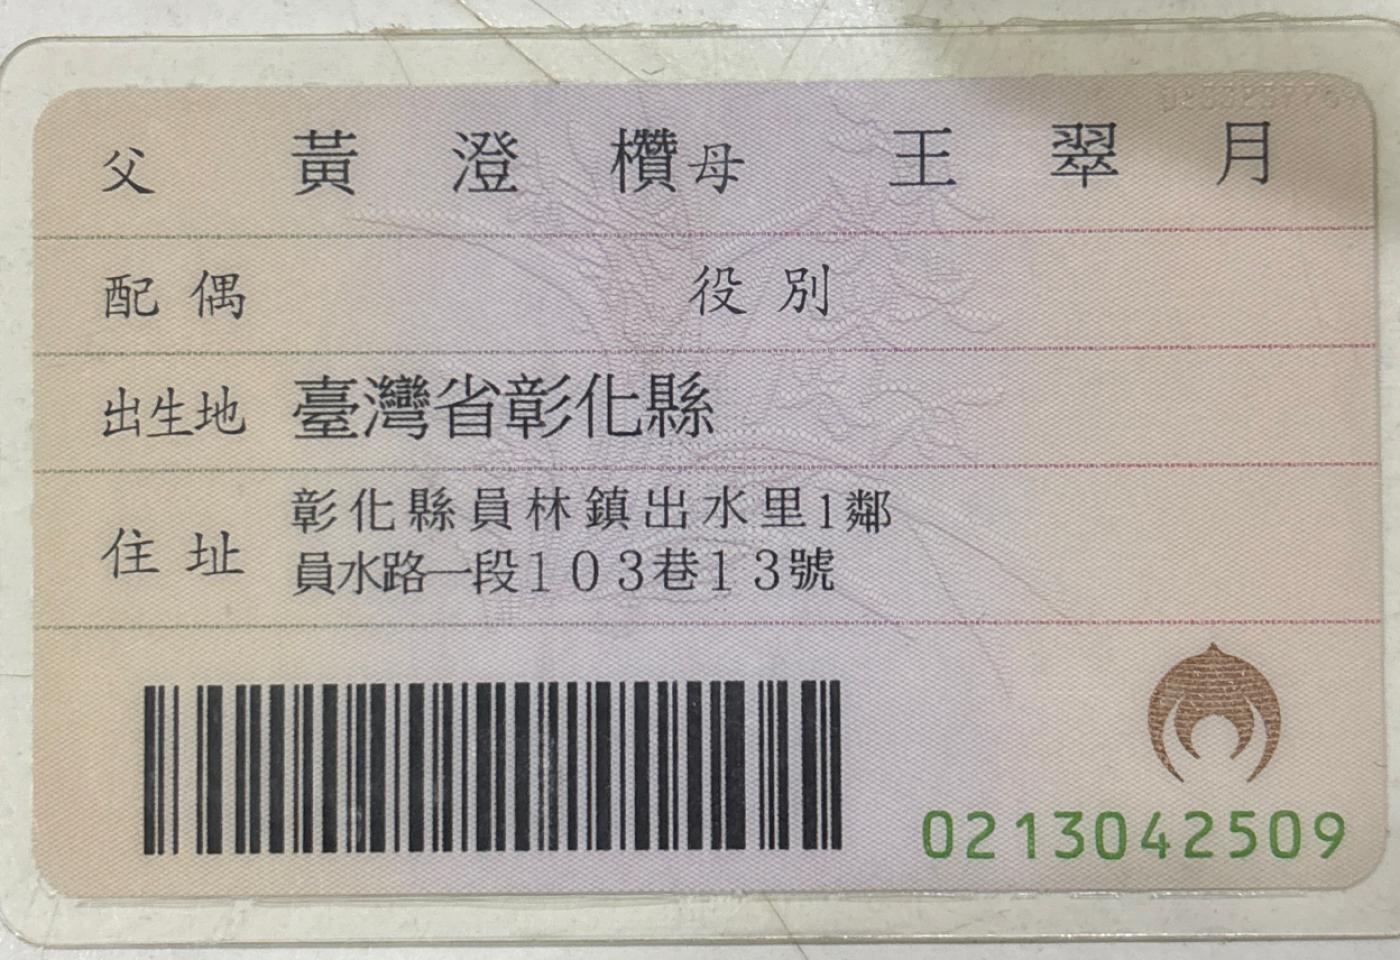 父 黃澄欑 母 王翠月
配偶 役別
出生地 臺灣省彰化縣
住址 彰化縣員林鎮出水里1鄰
員水路一段103巷13號
0213042509